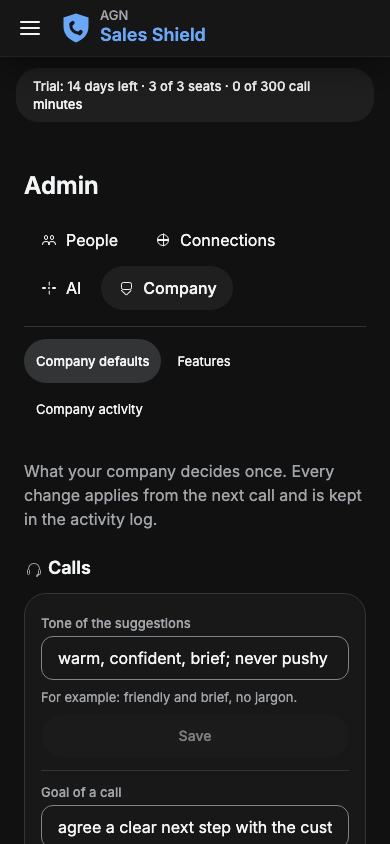 AGN
Sales Shield
Trial: 14 days left · 3 of 3 seats · 0 of 300 call
minutes
Admin
People
Connections
AI
Company
Company defaults
Features
Company activity
What your company decides once. Every
change applies from the next call and is kept
in the activity log.
Calls
Tone of the suggestions
warm, confident, brief; never pushy
For example: friendly and brief, no jargon.
Save
Goal of a call
agree a clear next step with the cust